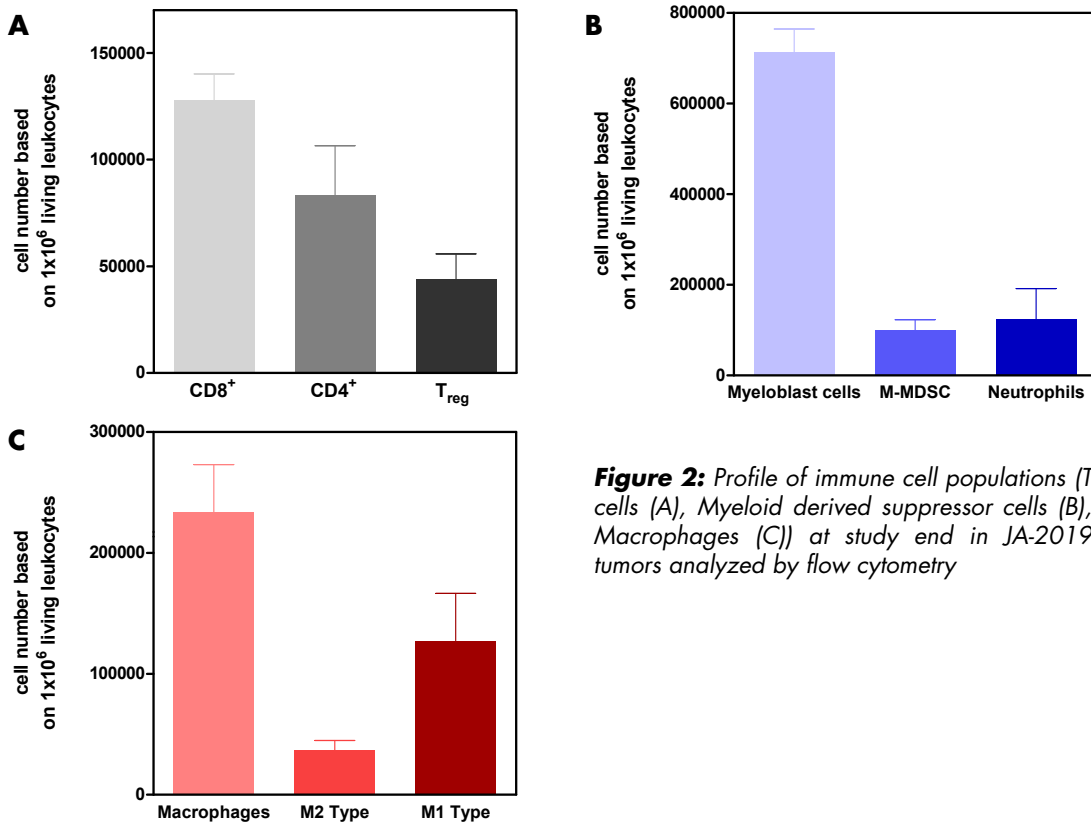 A
cell number based
on 1x10⁶ living leukocytes
150000
100000
50000
0
CD8⁺ CD4⁺ Treg
B
cell number based
on 1x10⁶ living leukocytes
800000
600000
400000
200000
0
Myeloblast cells M-MDSC Neutrophils
C
cell number based
on 1x10⁶ living leukocytes
300000
200000
100000
0
Macrophages M2 Type M1 Type
Figure 2: Profile of immune cell populations (T
cells (A), Myeloid derived suppressor cells (B),
Macrophages (C)) at study end in JA-2019
tumors analyzed by flow cytometry